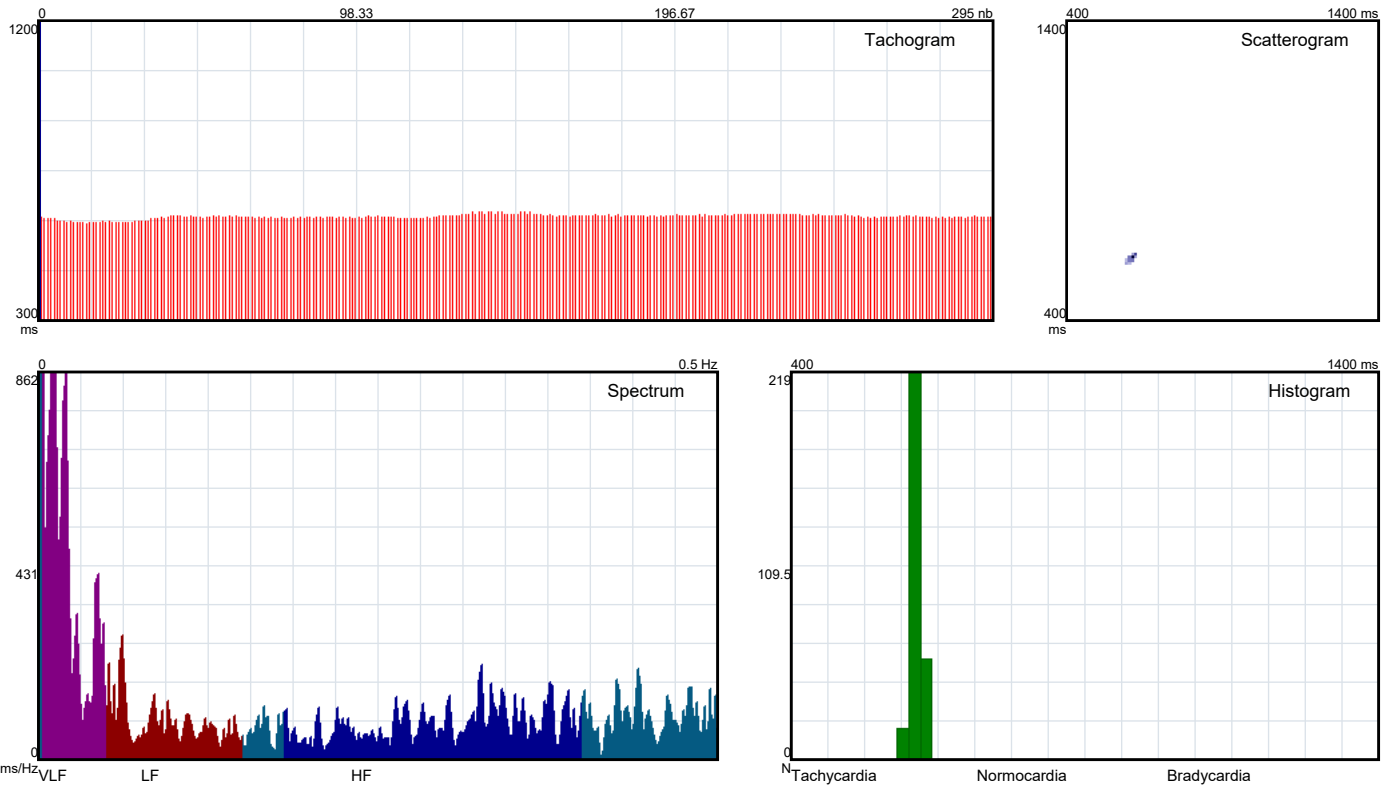 0 98.33 196.67 295 nb
1200
Tachogram
300
ms
400 1400 ms
1400
Scatterogram
400
ms
0 0.5 Hz
862
Spectrum
431
0
ms/Hz
VLF LF HF
400 1400 ms
219
Histogram
109.5
0
N
Tachycardia Normocardia Bradycardia